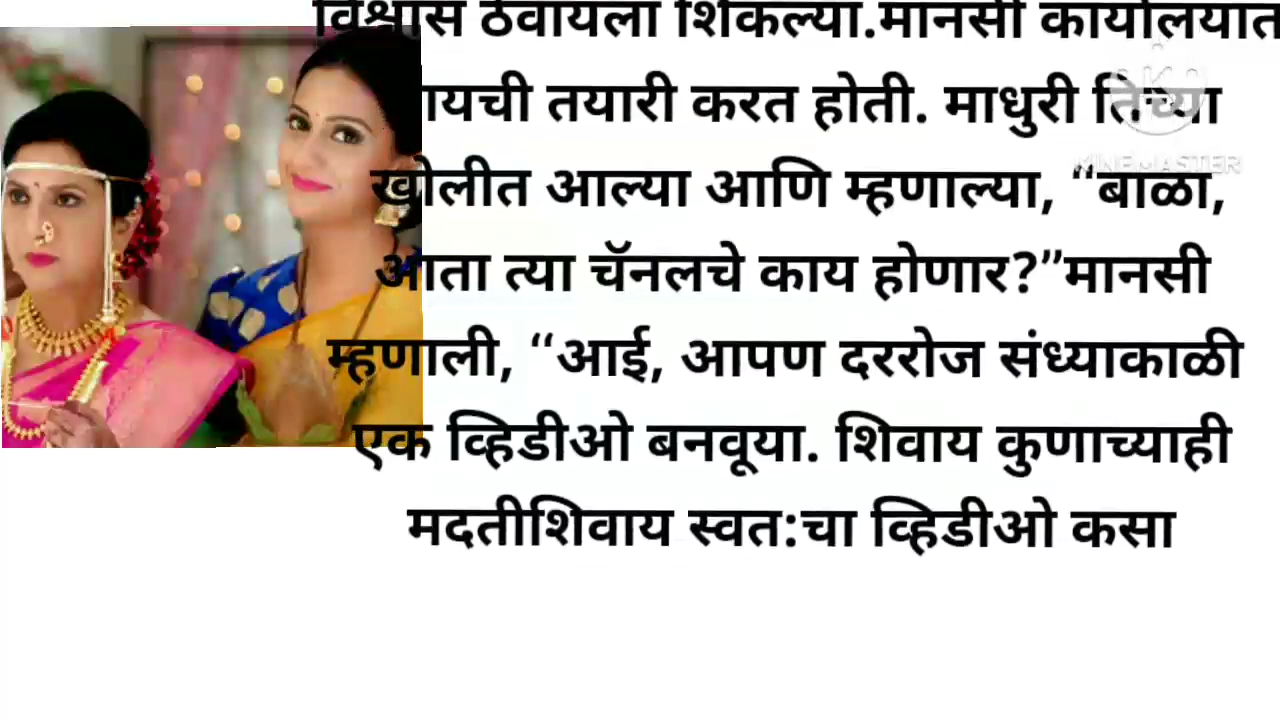 विश्वास ठेवायला शिकल्या.मानसी कार्यालयात
ायची तयारी करत होती. माधुरी तिच्या
खोलीत आल्या आणि म्हणाल्या, “बाळा,
आता त्या चॅनलचे काय होणार?”मानसी
म्हणाली, “आई, आपण दररोज संध्याकाळी
एक व्हिडीओ बनवूया. शिवाय कुणाच्याही
मदतीशिवाय स्वत:चा व्हिडीओ कसा
KINEMASTER